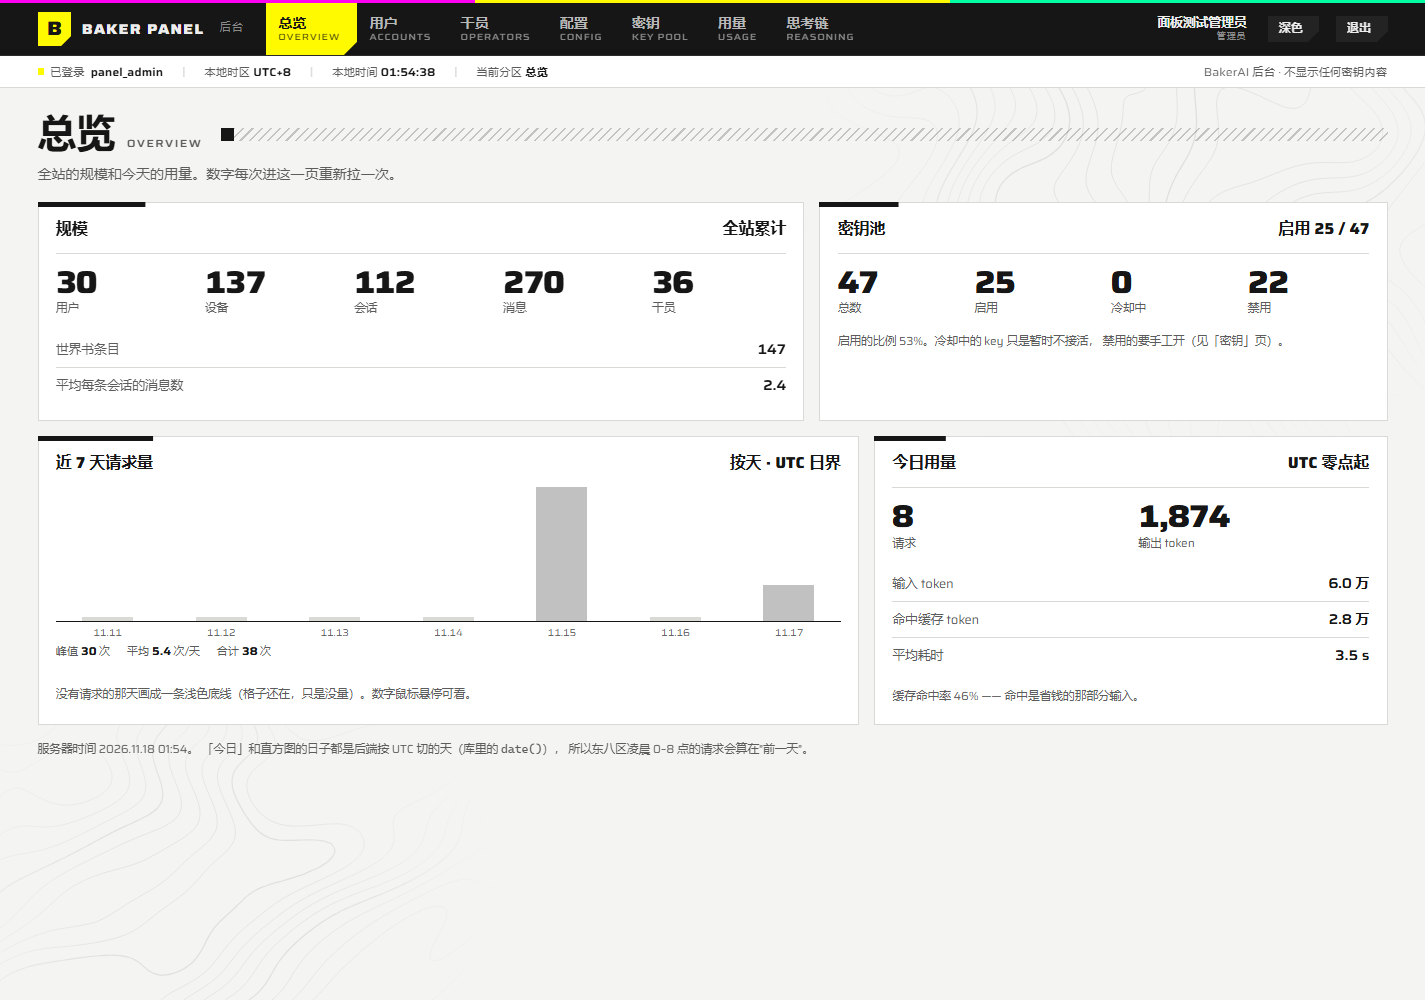 B BAKER PANEL 后台
总览 用户 干员 配置 密钥 用量 思考链
OVERVIEW ACCOUNTS OPERATORS CONFIG KEY POOL USAGE REASONING
面板测试管理员
管理员
深色 退出
已登录 panel_admin 本地时区 UTC+8 本地时间 01:54:38 当前分区 总览
BakerAI 后台 · 不显示任何密钥内容
总览 OVERVIEW
全站的规模和今天的用量。数字每次进这一页重新拉一次。
规模 全站累计
30 137 112 270 36
用户 设备 会话 消息 干员
世界书条目 147
平均每条会话的消息数 2.4
密钥池 启用 25 / 47
47 25 0 22
总数 启用 冷却中 禁用
启用的比例 53%。冷却中的 key 只是暂时不接活， 禁用的要手工开（见「密钥」页）。
近 7 天请求量 按天 · UTC 日界
11.11 11.12 11.13 11.14 11.15 11.16 11.17
峰值 30 次 平均 5.4 次/天 合计 38 次
没有请求的那天画成一条浅色底线（格子还在，只是没量）。数字鼠标悬停可看。
今日用量 UTC 零点起
8 1,874
请求 输出 token
输入 token 6.0 万
命中缓存 token 2.8 万
平均耗时 3.5 s
缓存命中率 46% —— 命中是省钱的那部分输入。
服务器时间 2026.11.18 01:54。 「今日」和直方图的日子都是后端按 UTC 切的天（库里的 date()）， 所以东八区凌晨 0–8 点的请求会算在"前一天"。